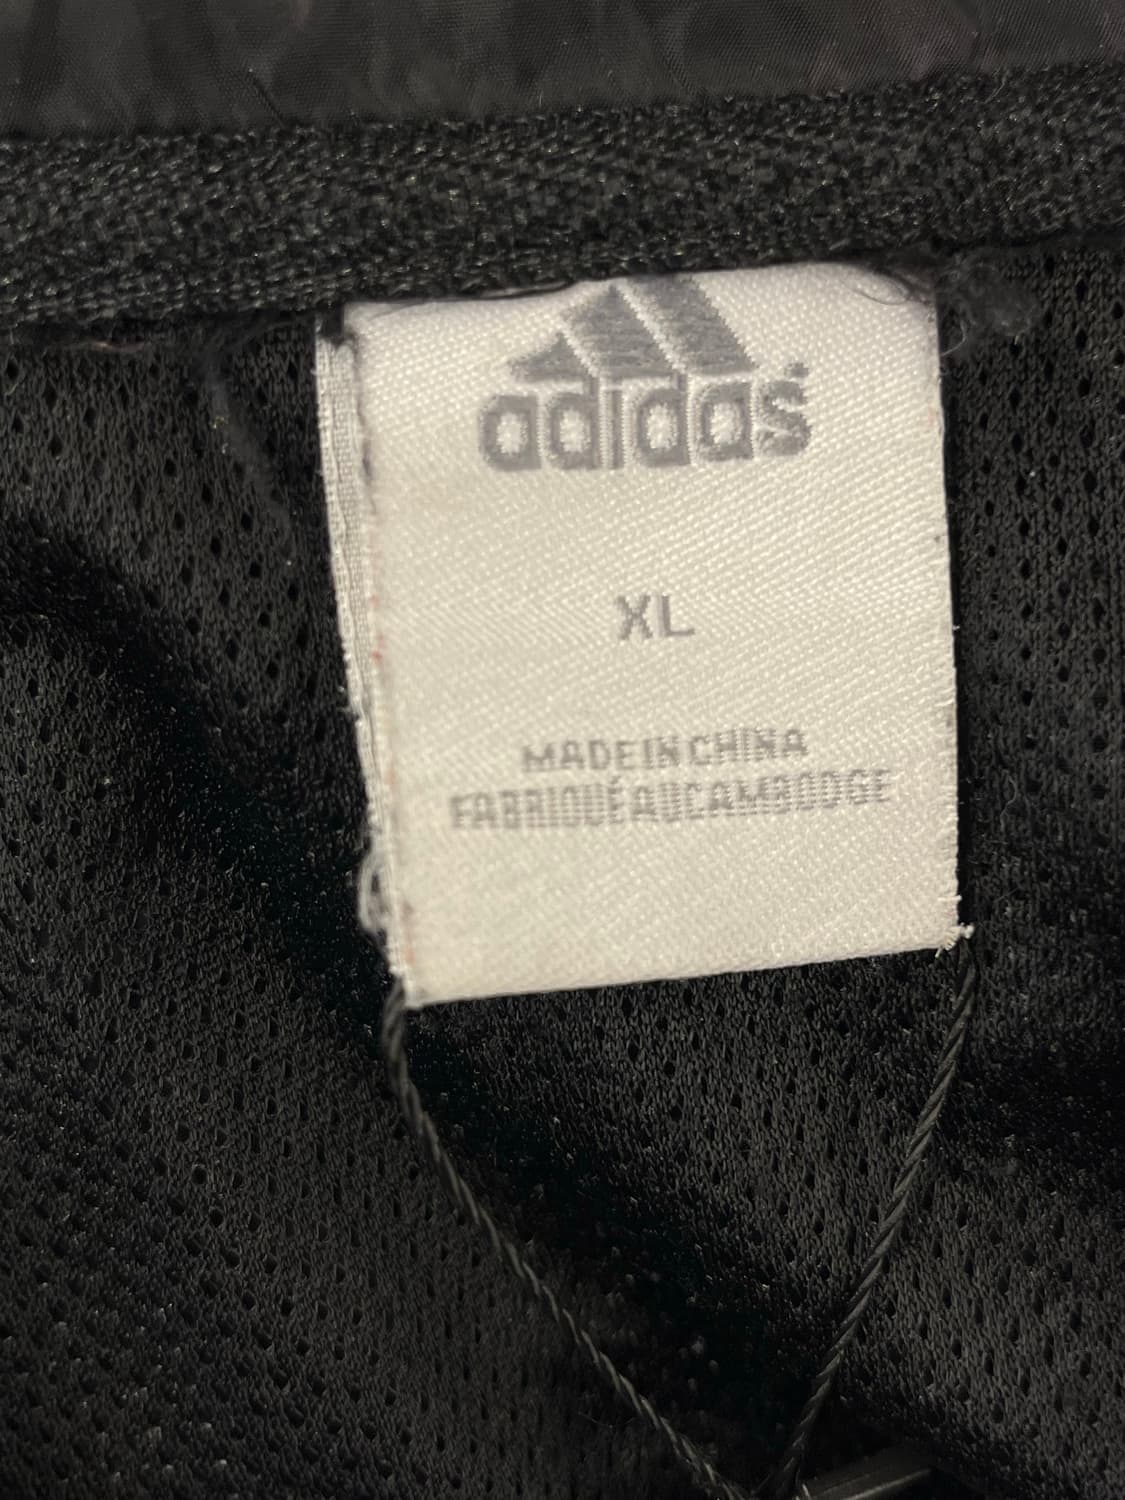 adidas
XL
MADE IN CHINA
FABRIQUÉ AU CAMBODGE